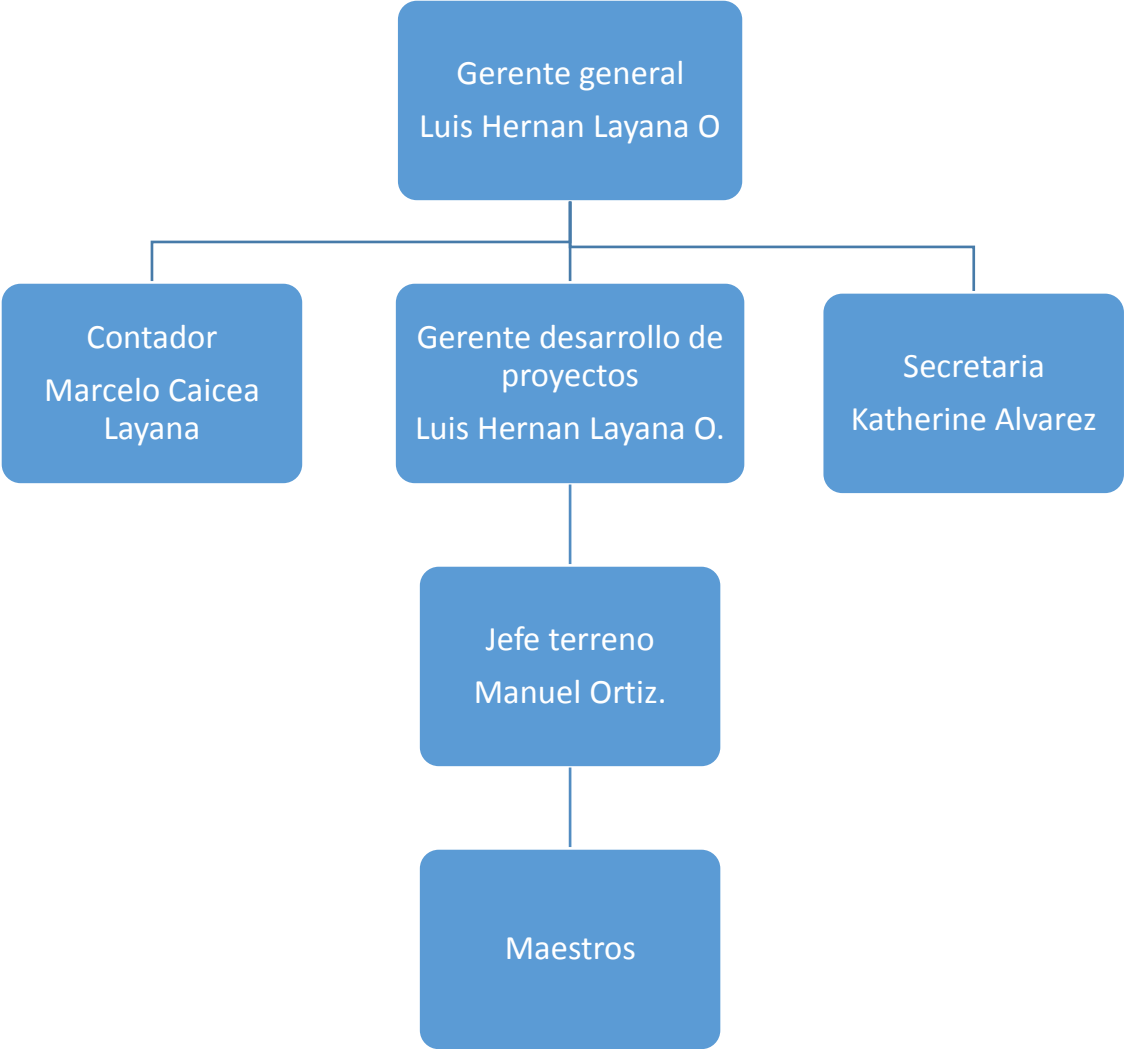 Gerente general
Luis Hernan Layana O
Contador
Marcelo Caicea
Layana
Gerente desarrollo de
proyectos
Luis Hernan Layana O.
Secretaria
Katherine Alvarez
Jefe terreno
Manuel Ortiz.
Maestros